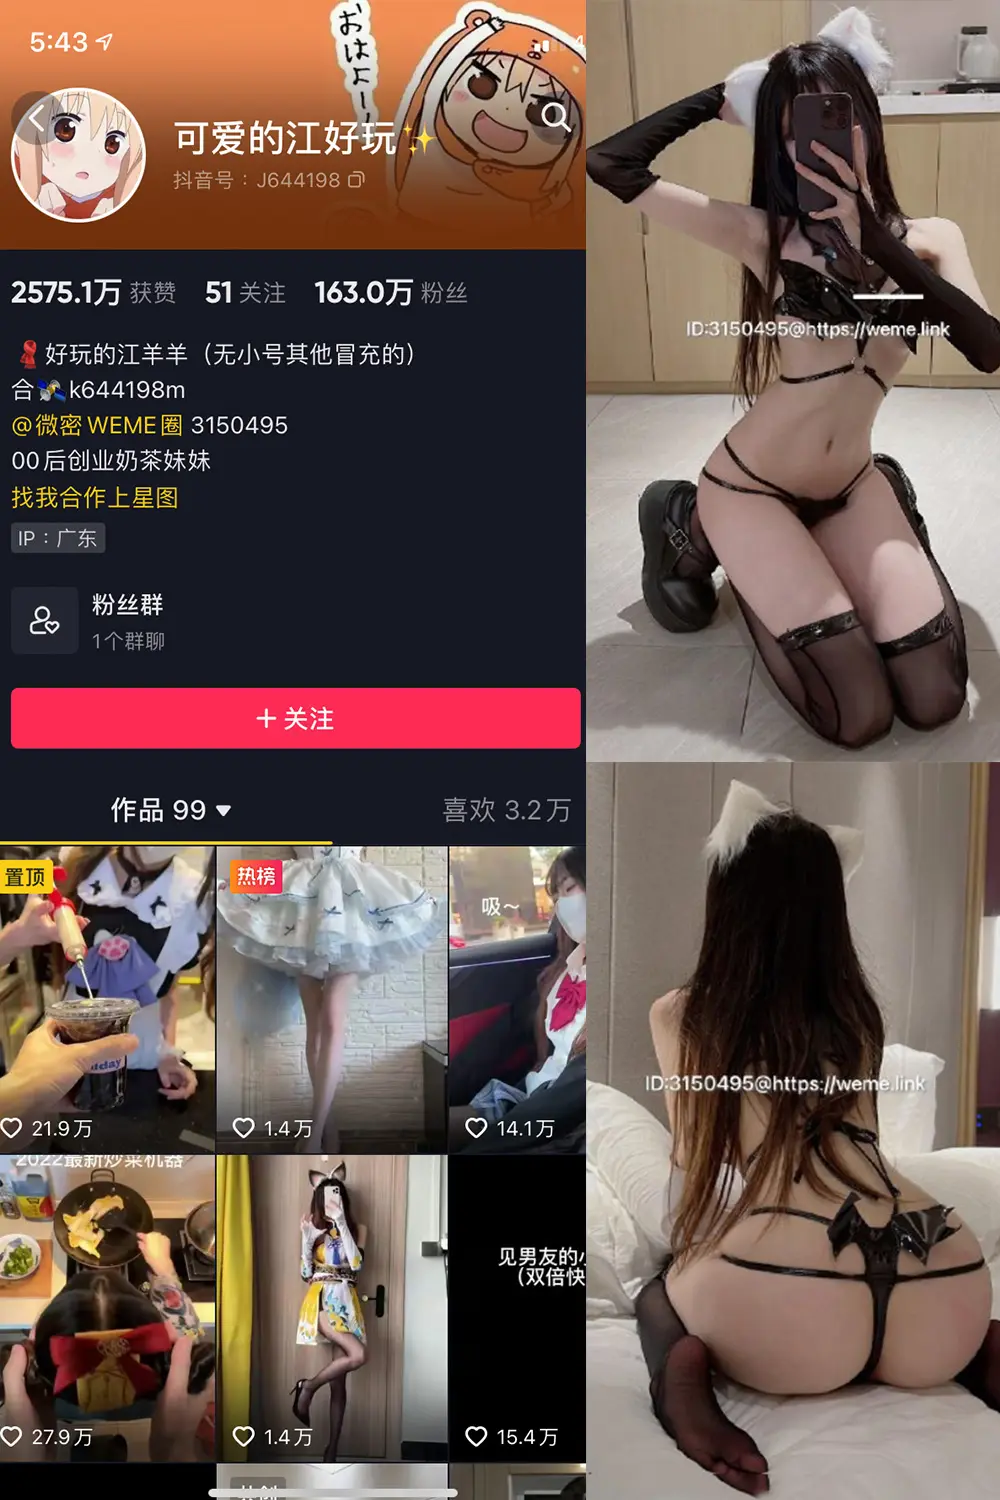 5:43
おはよー！
可爱的江好玩
抖音号：J644198
2575.1万 获赞 51 关注 163.0万 粉丝
好玩的江羊羊（无小号其他冒充的）
合 k644198m
@微密WEME圈 3150495
00后创业奶茶妹妹
找我合作上星图
IP：广东
粉丝群
1个群聊
+ 关注
作品 99
喜欢 3.2万
置顶
热榜
吸～
21.9万
1.4万
14.1万
2022最新炒菜机器
见男友的
（双倍快
27.9万
1.4万
15.4万
ID:3150495@https://weme.link
ID:3150495@https://weme.link